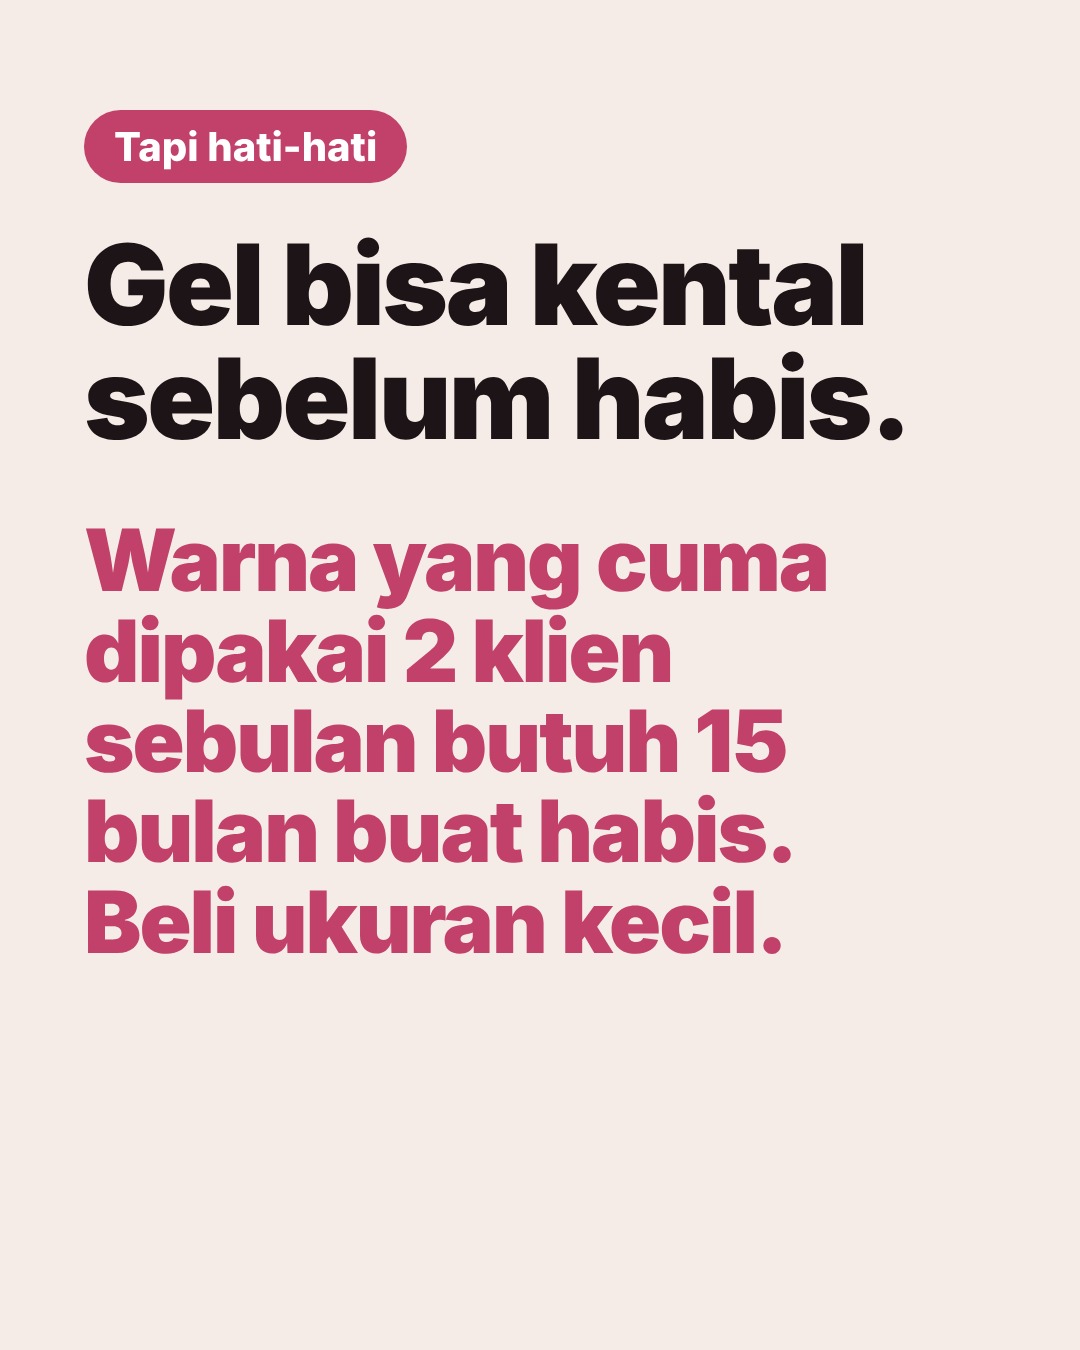 Tapi hati-hati
Gel bisa kental
sebelum habis.
Warna yang cuma
dipakai 2 klien
sebulan butuh 15
bulan buat habis.
Beli ukuran kecil.